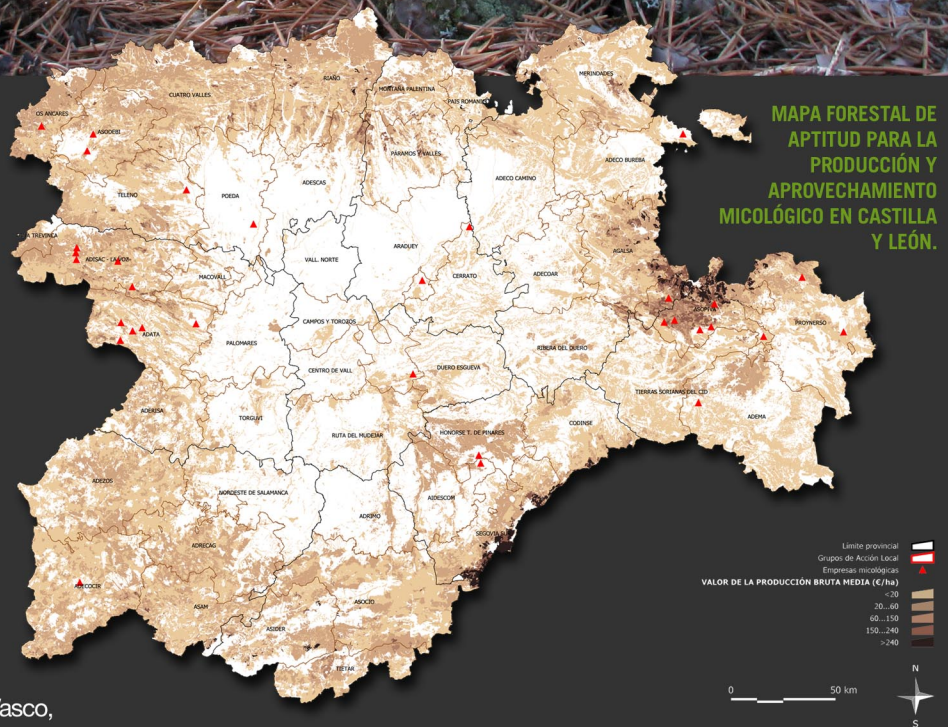 MAPA FORESTAL DE
APTITUD PARA LA
PRODUCCIÓN Y
APROVECHAMIENTO
MICOLÓGICO EN CASTILLA
Y LEÓN.
MERINDADES
RIAÑO
MONTAÑA PALENTINA
CUATRO VALLES
PAIS ROMANICO
OS ANCARES
ASODEBI
PÁRAMOS Y VALLES
ADECO BUREBA
ADESCAS
ADECO CAMINO
TELENO
POEDA
A TREVINCA
ARADUEY
AGALSA
ADISAC - LA VOZ
VALL. NORTE
MACOVALL
CERRATO
ADECOAR
ASOPIVA
CAMPOS Y TOROZOS
PROYNERSO
ADATA
PALOMARES
RIBERA DEL DUERO
CENTRO DE VALL
DUERO ESGUEVA
TIERRAS SORIANAS DEL CID
ADERISA
TORGUVI
ADEMA
CODINSE
RUTA DEL MUDEJAR
HONORSE T. DE PINARES
ADEZOS
NORDESTE DE SALAMANCA
AIDESCOM
ADRIMO
SEGOVIA
ADRECAG
ADECOCIR
ASOCIO
ASAM
ASIDER
TIETAR
Límite provincial
Grupos de Acción Local
Empresas micológicas
VALOR DE LA PRODUCCIÓN BRUTA MEDIA (€/ha)
<20
20...60
60...150
150...240
>240
N
0 50 km
S
asco,